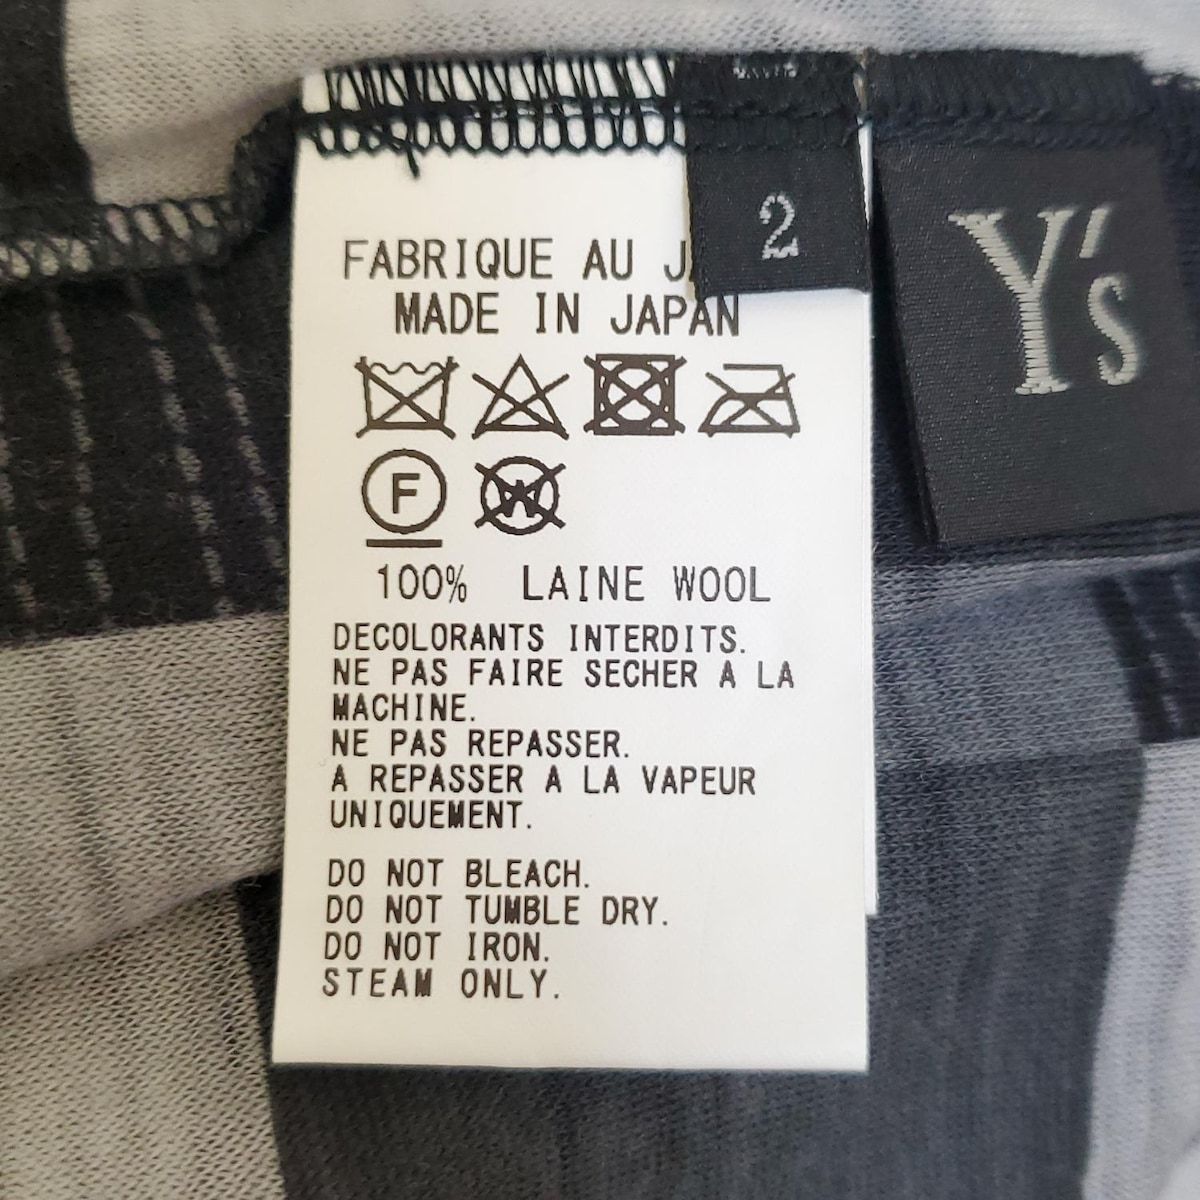 FABRIQUE AU
MADE IN JAPAN
2
Y's
F
W
100% LAINE WOOL
DECOLORANTS INTERDITS.
NE PAS FAIRE SECHER A LA
MACHINE.
NE PAS REPASSER.
A REPASSER A LA VAPEUR
UNIQUEMENT.
DO NOT BLEACH.
DO NOT TUMBLE DRY.
DO NOT IRON.
STEAM ONLY.